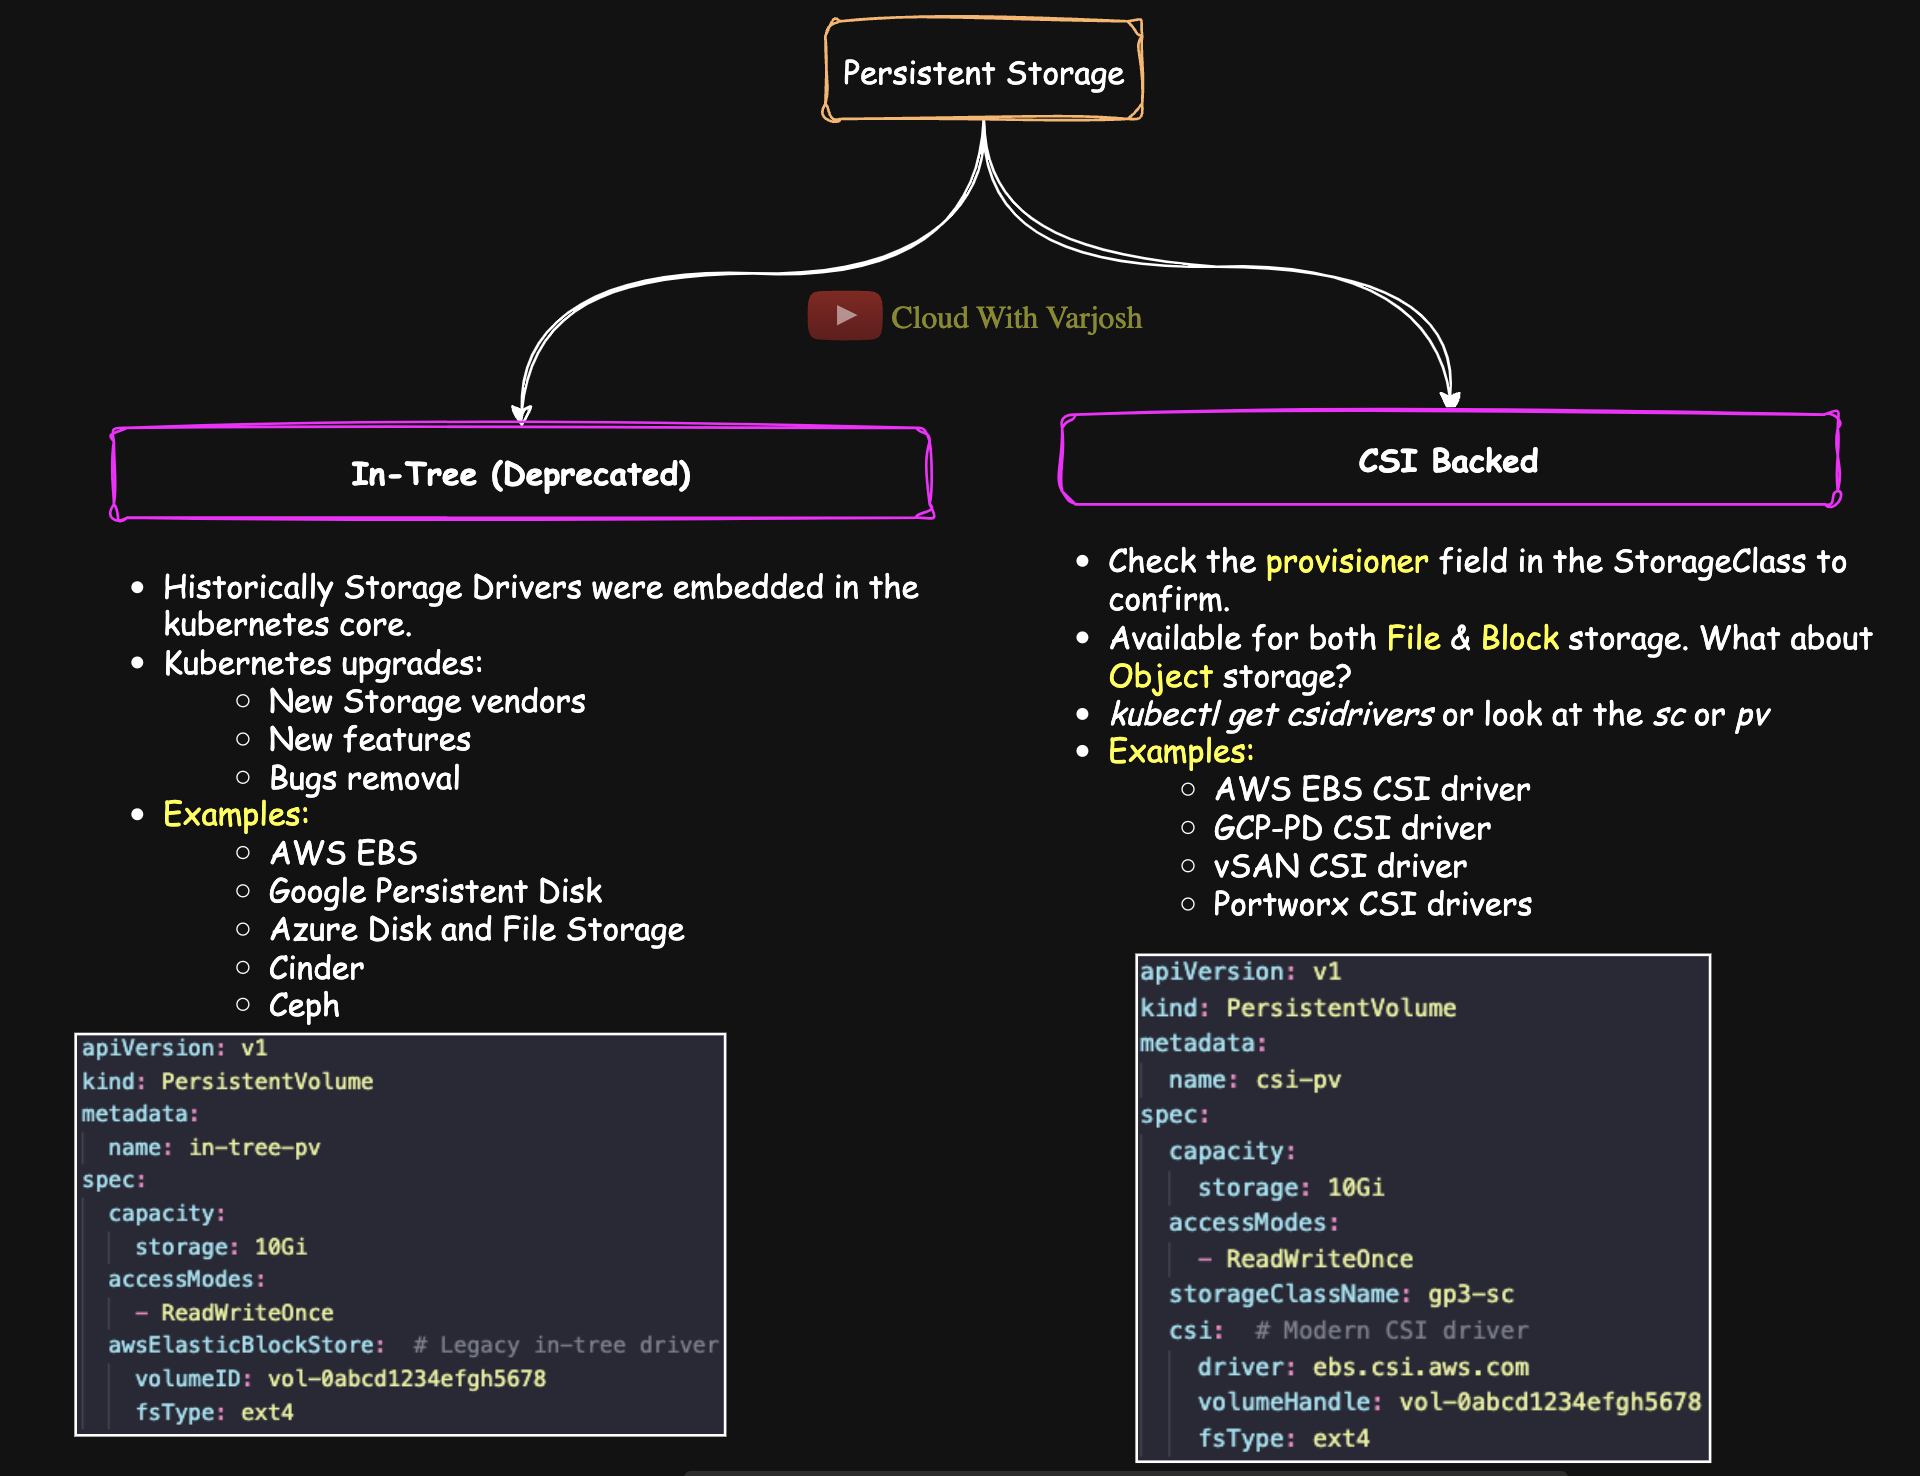 Persistent Storage
Cloud With Varjosh
In-Tree (Deprecated)
• Historically Storage Drivers were embedded in the
kubernetes core.
• Kubernetes upgrades:
○ New Storage vendors
○ New features
○ Bugs removal
• Examples:
○ AWS EBS
○ Google Persistent Disk
○ Azure Disk and File Storage
○ Cinder
○ Ceph
apiVersion: v1
kind: PersistentVolume
metadata:
  name: in-tree-pv
spec:
  capacity:
    storage: 10Gi
  accessModes:
    - ReadWriteOnce
  awsElasticBlockStore:  # Legacy in-tree driver
    volumeID: vol-0abcd1234efgh5678
    fsType: ext4
CSI Backed
• Check the provisioner field in the StorageClass to
confirm.
• Available for both File & Block storage. What about
Object storage?
• kubectl get csidrivers or look at the sc or pv
• Examples:
○ AWS EBS CSI driver
○ GCP-PD CSI driver
○ vSAN CSI driver
○ Portworx CSI drivers
apiVersion: v1
kind: PersistentVolume
metadata:
  name: csi-pv
spec:
  capacity:
    storage: 10Gi
  accessModes:
    - ReadWriteOnce
  storageClassName: gp3-sc
  csi:  # Modern CSI driver
    driver: ebs.csi.aws.com
    volumeHandle: vol-0abcd1234efgh5678
    fsType: ext4